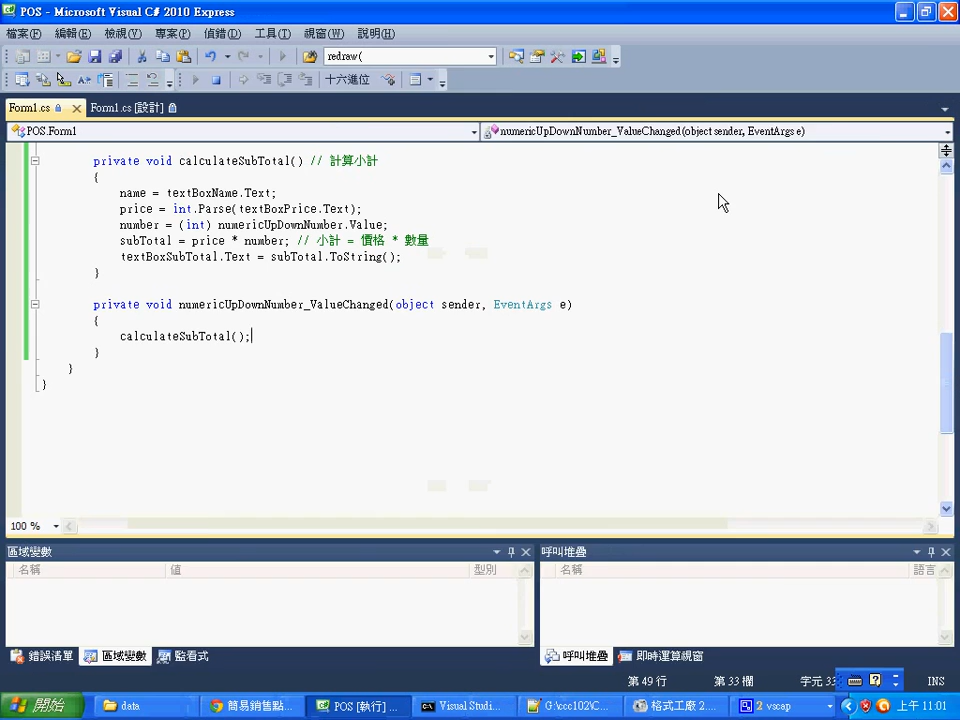 POS - Microsoft Visual C# 2010 Express
檔案(F) 編輯(E) 檢視(V) 專案(P) 偵錯(D) 工具(T) 視窗(W) 說明(H)
redraw(
十六進位
Form1.cs Form1.cs [設計]
POS.Form1 numericUpDownNumber_ValueChanged(object sender, EventArgs e)
private void calculateSubTotal() // 計算小計
{
name = textBoxName.Text;
price = int.Parse(textBoxPrice.Text);
number = (int) numericUpDownNumber.Value;
subTotal = price * number; // 小計 = 價格 * 數量
textBoxSubTotal.Text = subTotal.ToString();
}
private void numericUpDownNumber_ValueChanged(object sender, EventArgs e)
{
calculateSubTotal();
}
}
}
100 %
區域變數 呼叫堆疊
名稱 值 型別 名稱 語言
錯誤清單 區域變數 監看式 呼叫堆疊 即時運算視窗
第 49 行 第 33 欄 字元 33 INS
開始 data 簡易銷售點... POS [執行] ... Visual Studi... G:\ccc102\C... 格式工廠 2.... 2 vscap 上午 11:01